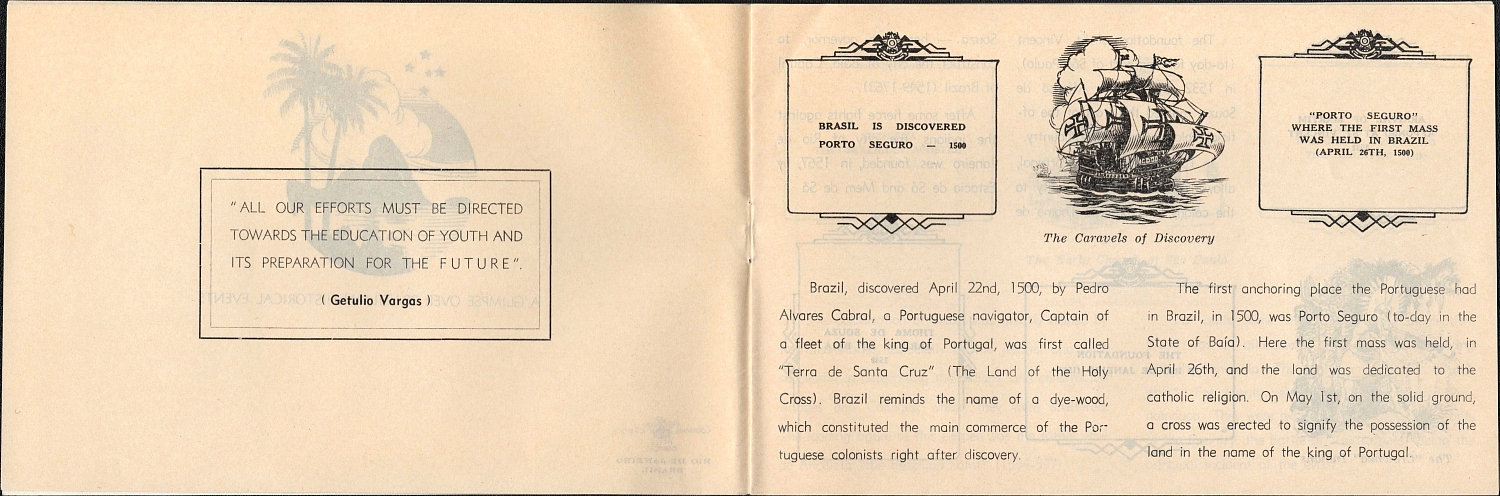 "ALL OUR EFFORTS MUST BE DIRECTED
TOWARDS THE EDUCATION OF YOUTH AND
ITS PREPARATION FOR THE FUTURE".
( Getulio Vargas )
BRASIL IS DISCOVERED
PORTO SEGURO — 1500
The Caravels of Discovery
"PORTO SEGURO"
WHERE THE FIRST MASS
WAS HELD IN BRAZIL
(APRIL 26TH, 1500)
Brazil, discovered April 22nd, 1500, by Pedro
Alvares Cabral, a Portuguese navigator, Captain of
a fleet of the king of Portugal, was first called
"Terra de Santa Cruz" (The Land of the Holy
Cross). Brazil reminds the name of a dye-wood,
which constituted the main commerce of the Por-
tuguese colonists right after discovery.
The first anchoring place the Portuguese had
in Brazil, in 1500, was Porto Seguro (to-day in the
State of Baía). Here the first mass was held, in
April 26th, and the land was dedicated to the
catholic religion. On May 1st, on the solid ground,
a cross was erected to signify the possession of the
land in the name of the king of Portugal.